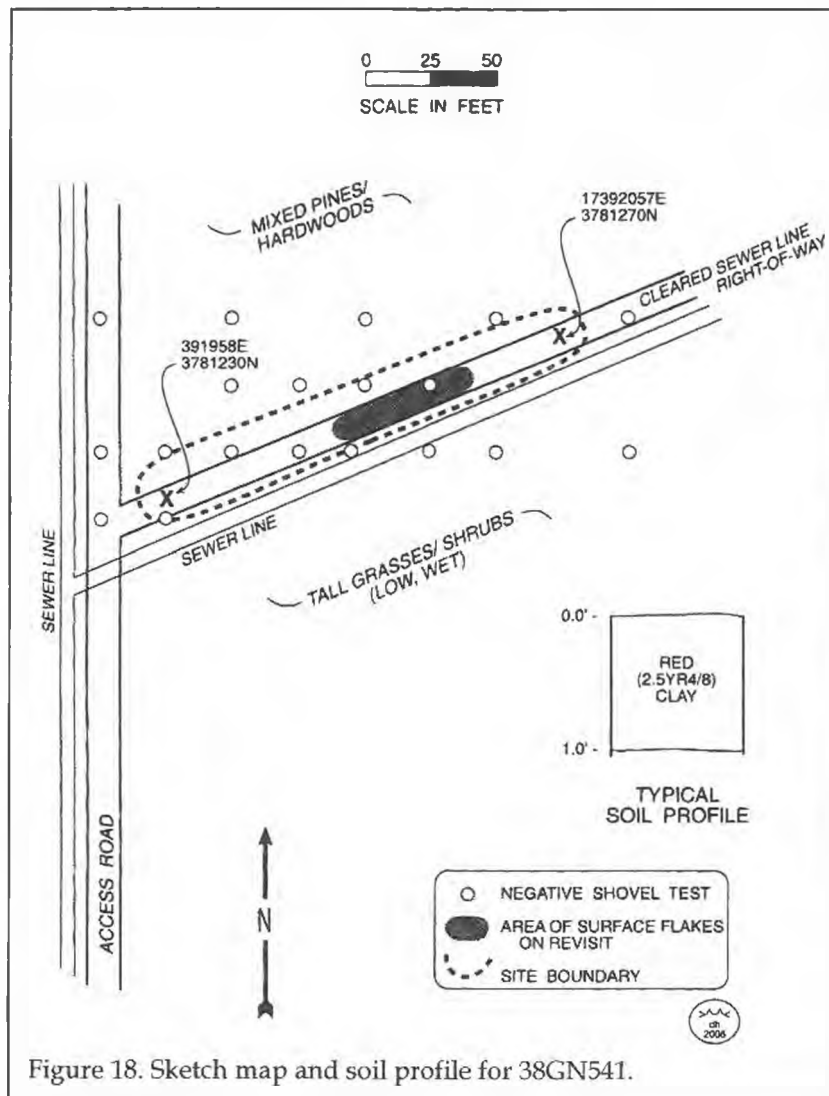 0 25 50
SCALE IN FEET
MIXED PINES/
HARDWOODS
17392057E
3781270N
CLEARED SEWER LINE
RIGHT-OF-WAY
391958E
3781230N
X
X
SEWER LINE
TALL GRASSES/ SHRUBS
(LOW, WET)
SEWER LINE
ACCESS ROAD
0.0' -
RED
(2.5YR4/8)
CLAY
1.0' -
TYPICAL
SOIL PROFILE
N
NEGATIVE SHOVEL TEST
AREA OF SURFACE FLAKES
ON REVISIT
SITE BOUNDARY
dh
2006
Figure 18. Sketch map and soil profile for 38GN541.